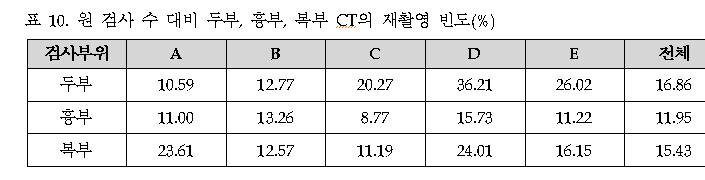 표 10. 원 검사 수 대비 두부, 흉부, 복부 CT의 재촬영 빈도(%)
검사부위 A B C D E 전체
두부 10.59 12.77 20.27 36.21 26.02 16.86
흉부 11.00 13.26 8.77 15.73 11.22 11.95
복부 23.61 12.57 11.19 24.01 16.15 15.43